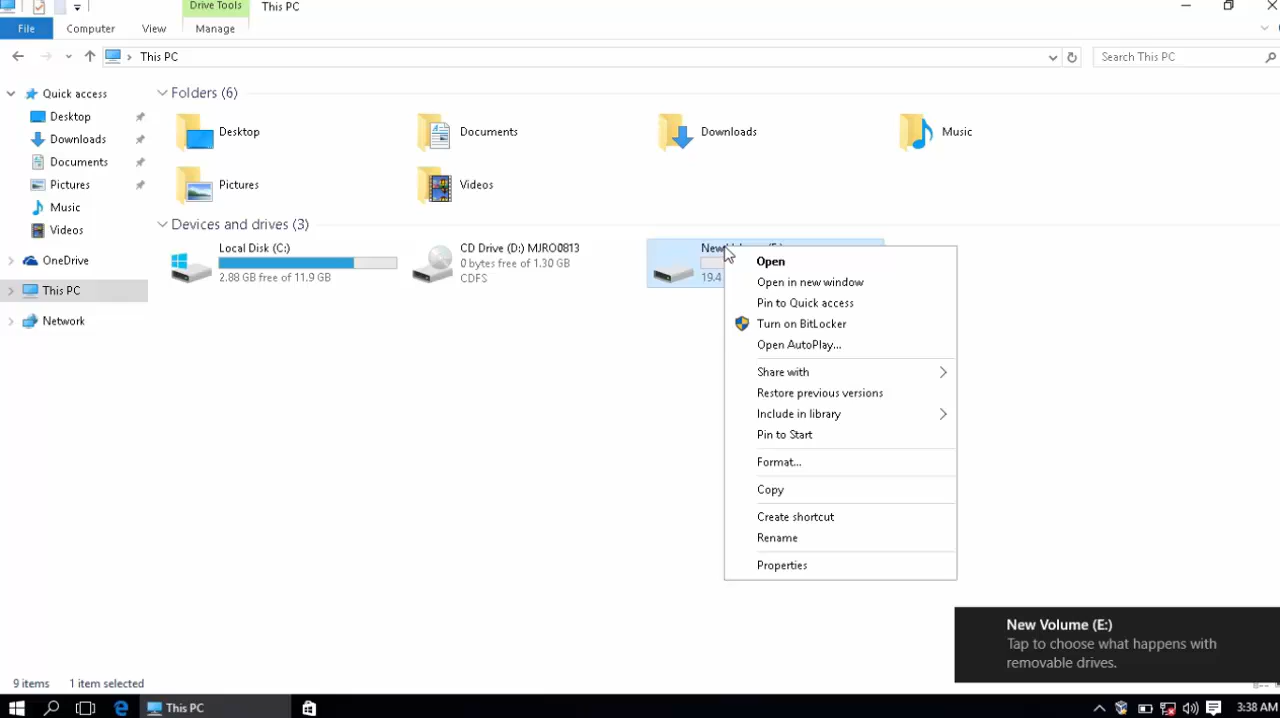 Drive Tools
This PC
File
Computer
View
Manage
This PC
Search This PC
Quick access
Desktop
Downloads
Documents
Pictures
Music
Videos
OneDrive
This PC
Network
Folders (6)
Desktop
Documents
Downloads
Music
Pictures
Videos
Devices and drives (3)
Local Disk (C:)
2.88 GB free of 11.9 GB
CD Drive (D:) MJRO0813
0 bytes free of 1.30 GB
CDFS
New
19.4
Open
Open in new window
Pin to Quick access
Turn on BitLocker
Open AutoPlay...
Share with
Restore previous versions
Include in library
Pin to Start
Format...
Copy
Create shortcut
Rename
Properties
New Volume (E:)
Tap to choose what happens with
removable drives.
9 items
1 item selected
This PC
3:38 AM